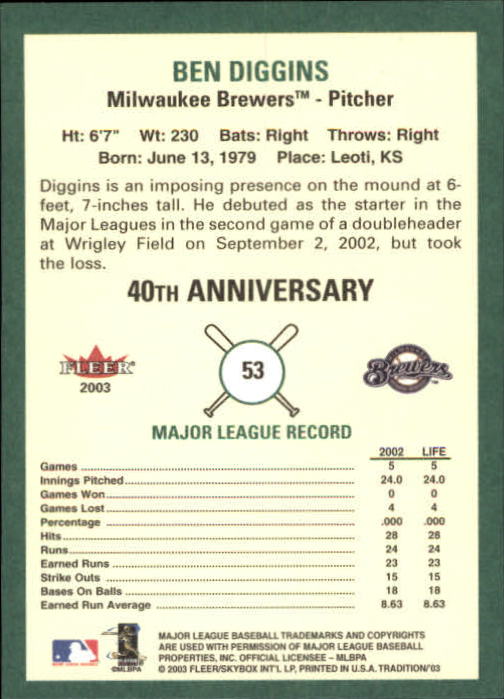 BEN DIGGINS
Milwaukee Brewers™ - Pitcher
Ht: 6'7" Wt: 230 Bats: Right Throws: Right
Born: June 13, 1979 Place: Leoti, KS
Diggins is an imposing presence on the mound at 6-
feet, 7-inches tall. He debuted as the starter in the
Major Leagues in the second game of a doubleheader
at Wrigley Field on September 2, 2002, but took
the loss.
40TH ANNIVERSARY
FLEER
2003
53
Brewers
MAJOR LEAGUE RECORD
2002 LIFE
Games 5 5
Innings Pitched 24.0 24.0
Games Won 0 0
Games Lost 4 4
Percentage .000 .000
Hits 28 28
Runs 24 24
Earned Runs 23 23
Strike Outs 15 15
Bases On Balls 18 18
Earned Run Average 8.63 8.63
©MLBPA
MAJOR LEAGUE BASEBALL TRADEMARKS AND COPYRIGHTS
ARE USED WITH PERMISSION OF MAJOR LEAGUE BASEBALL
PROPERTIES, INC. OFFICIAL LICENSEE - MLBPA
© 2003 FLEER/SKYBOX INT'L LP, PRINTED IN U.S.A. TRADITION/'03